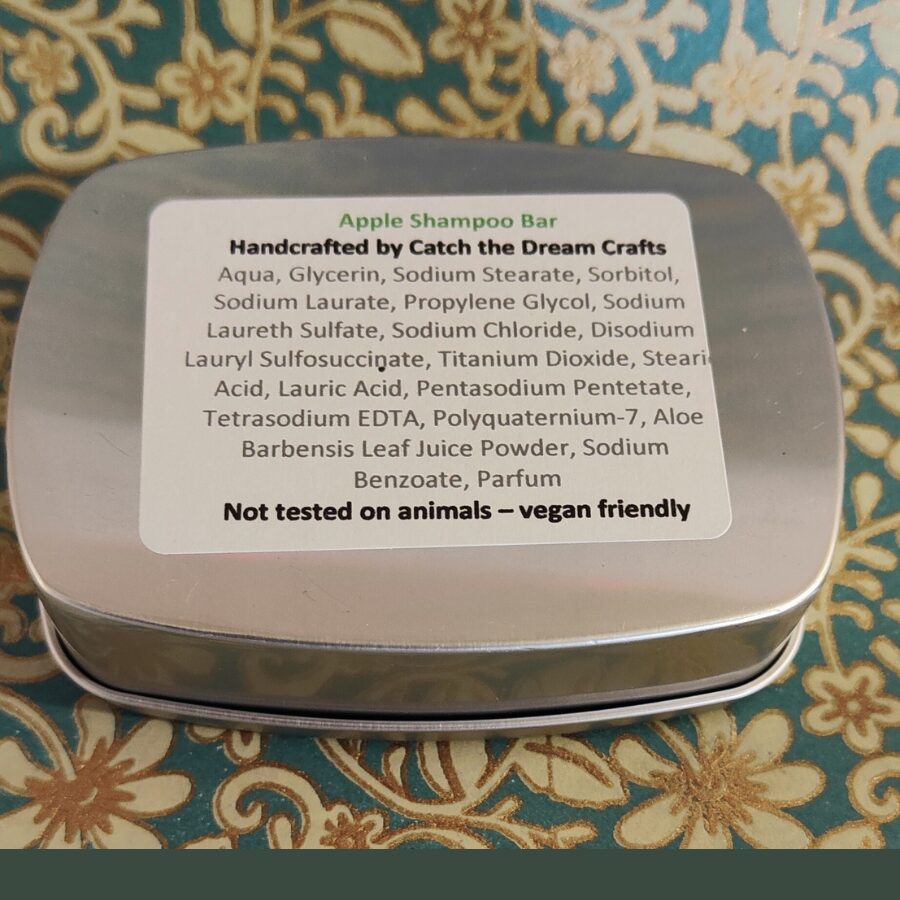 Apple Shampoo Bar
Handcrafted by Catch the Dream Crafts
Aqua, Glycerin, Sodium Stearate, Sorbitol,
Sodium Laurate, Propylene Glycol, Sodium
Laureth Sulfate, Sodium Chloride, Disodium
Lauryl Sulfosuccinate, Titanium Dioxide, Steari
Acid, Lauric Acid, Pentasodium Pentetate,
Tetrasodium EDTA, Polyquaternium-7, Aloe
Barbensis Leaf Juice Powder, Sodium
Benzoate, Parfum
Not tested on animals – vegan friendly